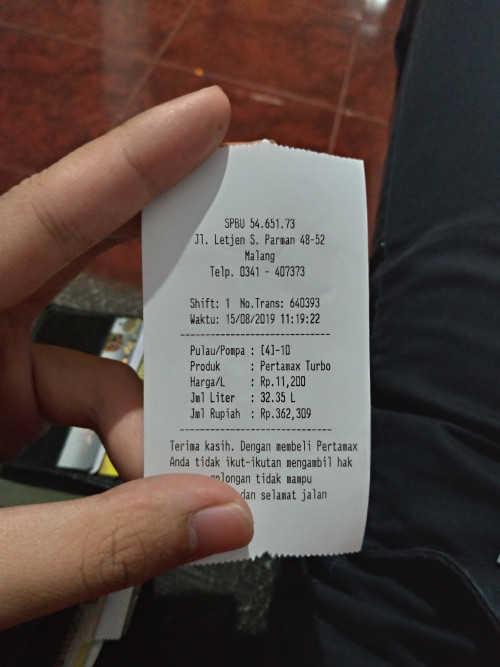 SPBU 54.651.73
Jl. Letjen S. Parman 48-52
Malang
Telp. 0341 - 407373
Shift: 1 No.Trans: 640393
Waktu: 15/08/2019 11:19:22
--------------------------------
Pulau/Pompa : [4]-10
Produk : Pertamax Turbo
Harga/L : Rp.11,200
Jml Liter : 32.35 L
Jml Rupiah : Rp.362,309
--------------------------------
Terima kasih. Dengan membeli Pertamax
Anda tidak ikut-ikutan mengambil hak
tidak mampu
dan selamat jalan